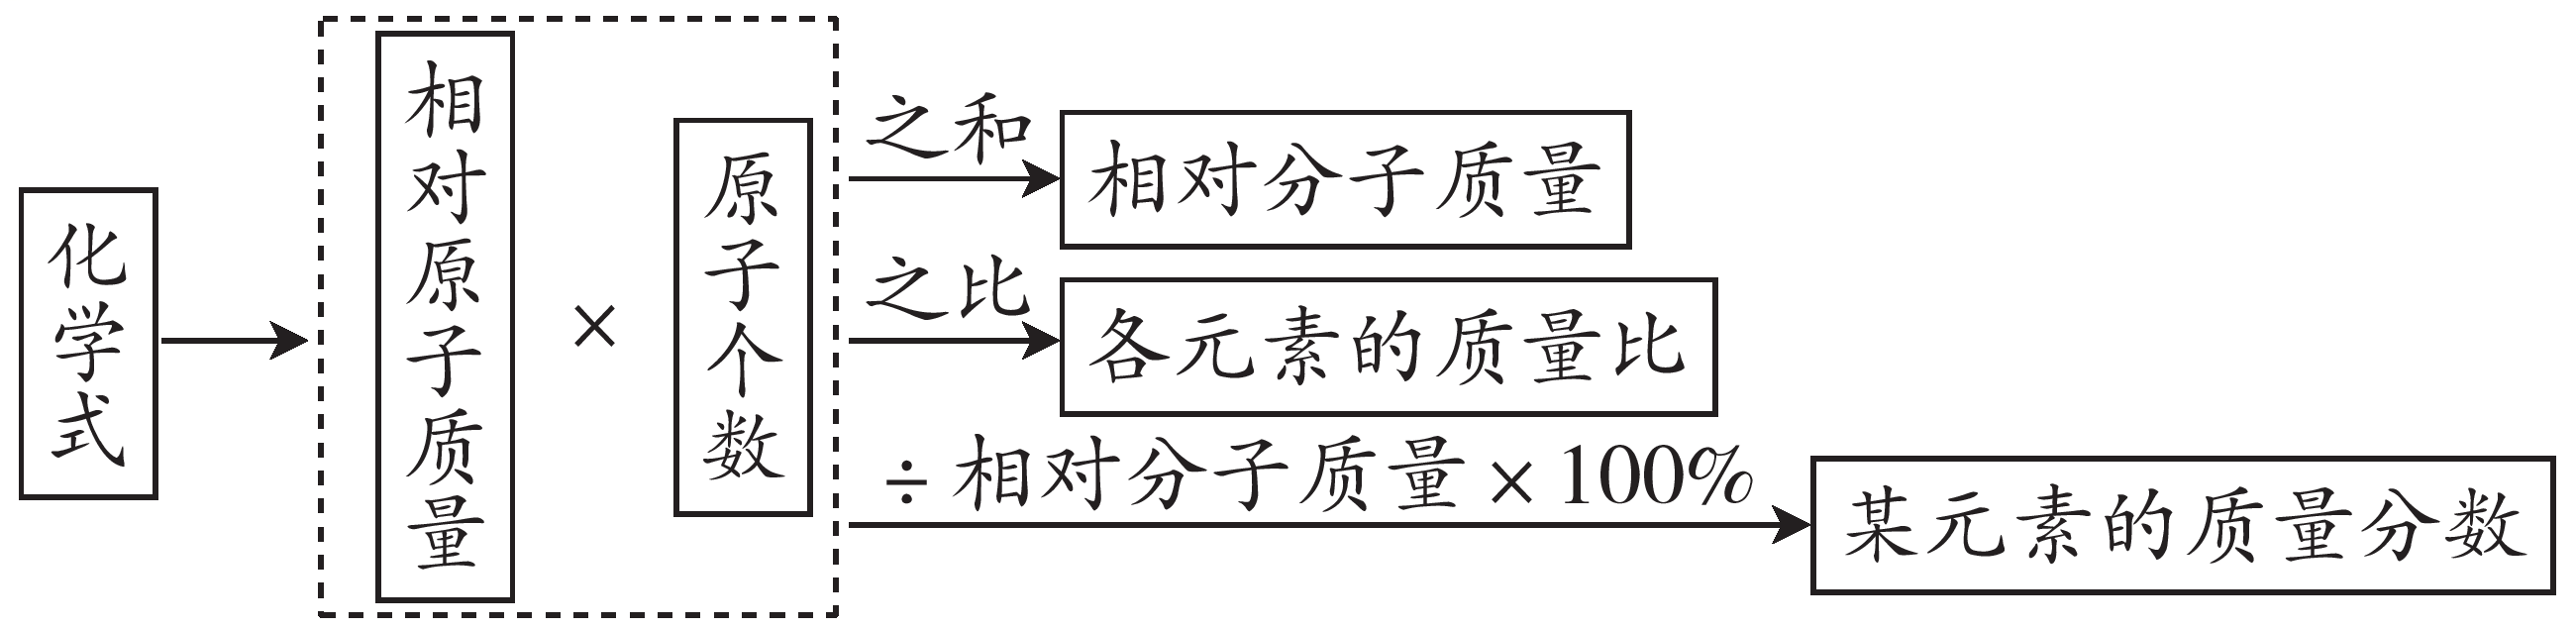 化学式
相对原子质量
×
原子个数
之和
相对分子质量
之比
各元素的质量比
÷相对分子质量×100%
某元素的质量分数